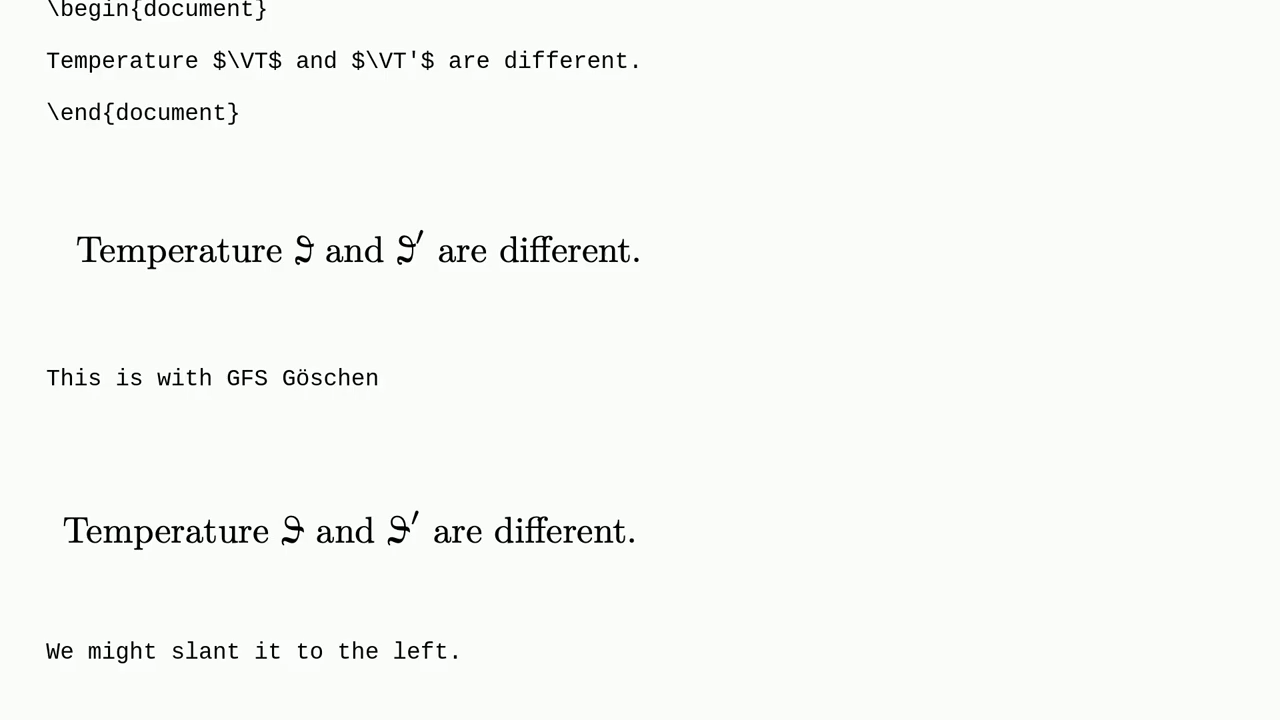 \begin{document}
Temperature $\VT$ and $\VT'$ are different.
\end{document}
Temperature ϑ and ϑ′ are different.
This is with GFS Göschen
Temperature ϑ and ϑ′ are different.
We might slant it to the left.